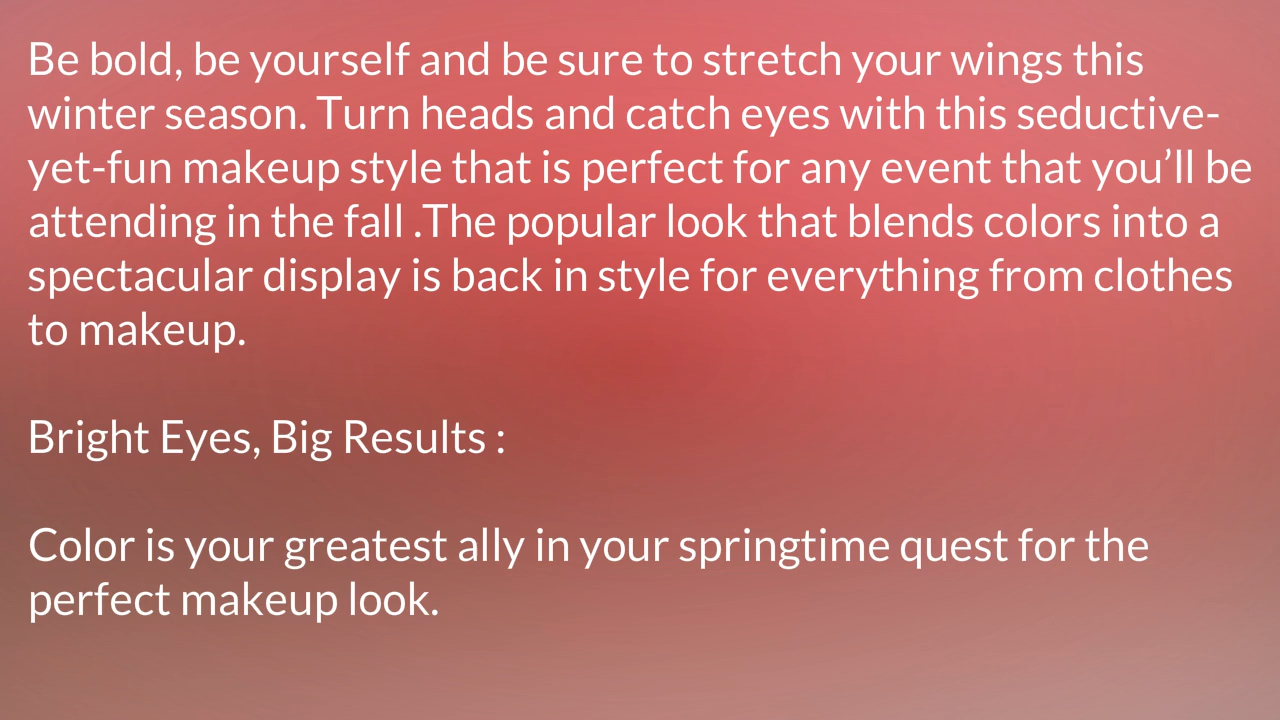 Be bold, be yourself and be sure to stretch your wings this
winter season. Turn heads and catch eyes with this seductive-
yet-fun makeup style that is perfect for any event that you’ll be
attending in the fall .The popular look that blends colors into a
spectacular display is back in style for everything from clothes
to makeup.
Bright Eyes, Big Results :
Color is your greatest ally in your springtime quest for the
perfect makeup look.